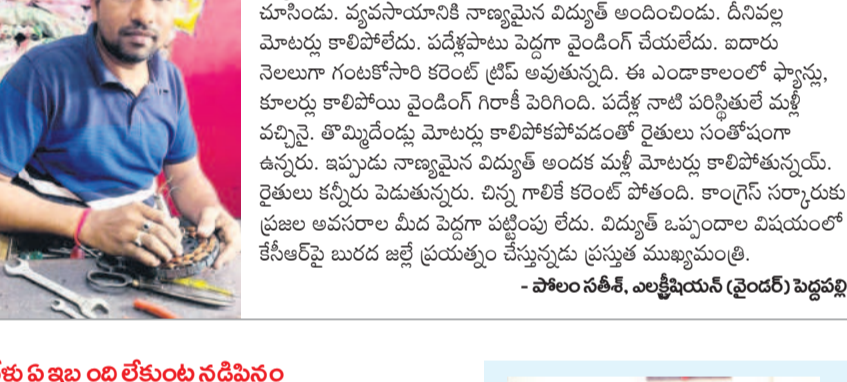 చూసిండు. వ్యవసాయానికి నాణ్యమైన విద్యుత్ అందించిండు. దీనివల్ల
మోటర్లు కాలిపోలేదు. పదేళ్లపాటు పెద్దగా వైండింగ్ చేయలేదు. ఐదారు
నెలలుగా గంటకోసారి కరెంట్ ట్రిప్ అవుతున్నది. ఈ ఎండాకాలంలో ఫ్యాన్లు,
కూలర్లు కాలిపోయి వైండింగ్ గిరాకీ పెరిగింది. పదేళ్ల నాటి పరిస్థితులే మళ్లీ
వచ్చినై. తొమ్మిదేండ్లు మోటర్లు కాలిపోకపోవడంతో రైతులు సంతోషంగా
ఉన్నరు. ఇప్పుడు నాణ్యమైన విద్యుత్ అందక మళ్లీ మోటర్లు కాలిపోతున్నయ్.
రైతులు కన్నీరు పెడుతున్నరు. చిన్న గాలికే కరెంట్ పోతంది. కాంగ్రెస్ సర్కారుకు
ప్రజల అవసరాల మీద పెద్దగా పట్టింపు లేదు. విద్యుత్ ఒప్పందాల విషయంలో
కేసీఆర్‌పై బురద జల్లే ప్రయత్నం చేస్తున్నడు ప్రస్తుత ముఖ్యమంత్రి.
- పోలం సతీశ్, ఎలక్ట్రీషియన్ (వైండర్) పెద్దపల్లి
ఏ ఇబ్బంది లేకుంట నడిపినం